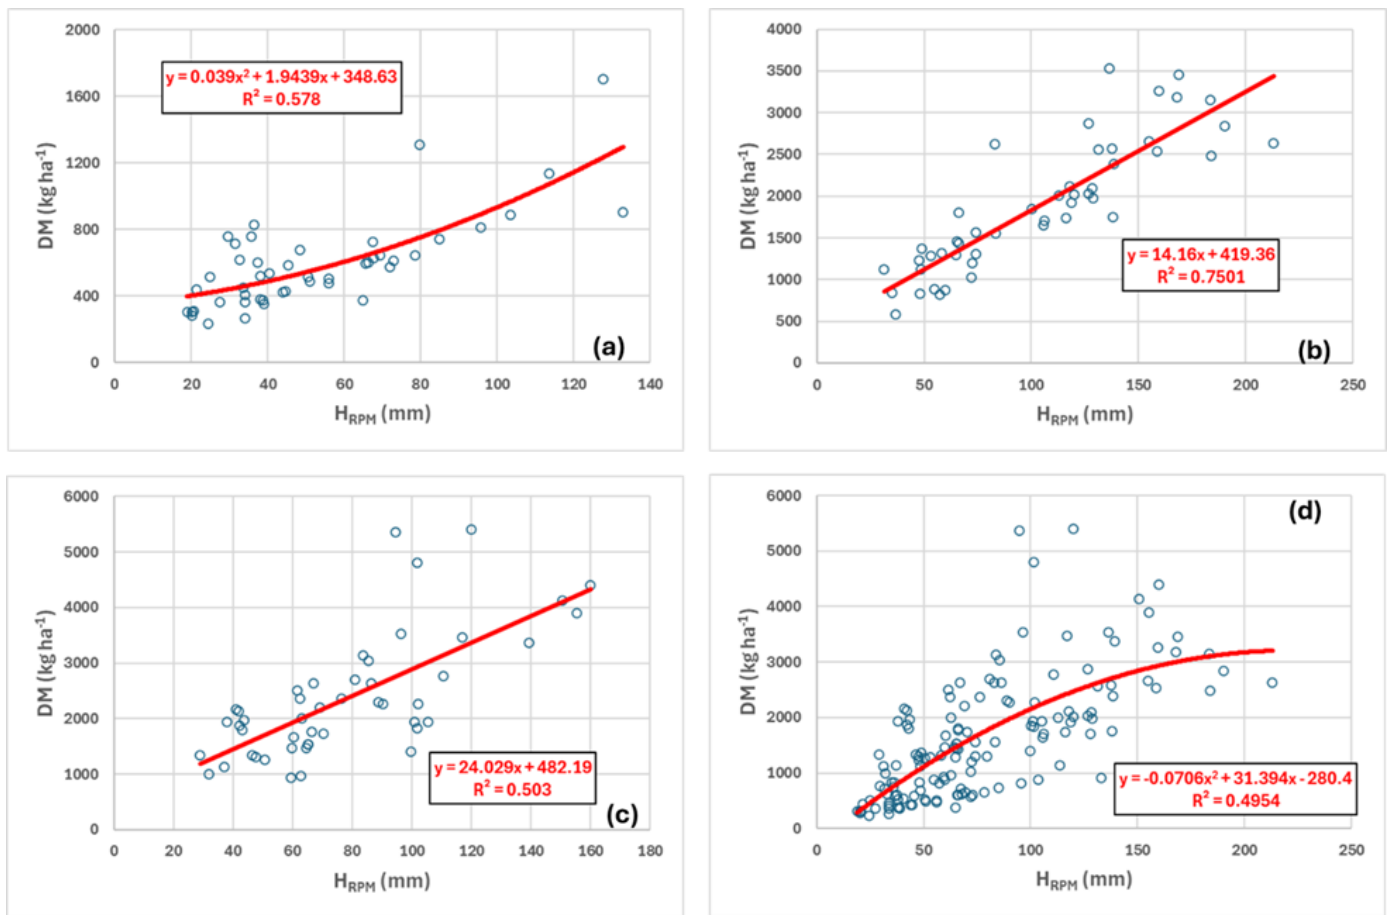 2000
1600
1200
800
400
0
DM (kg ha⁻¹)
y = 0.039x² + 1.9439x + 348.63
R² = 0.578
(a)
0 20 40 60 80 100 120 140
H_RPM (mm)
4000
3500
3000
2500
2000
1500
1000
500
0
DM (kg ha⁻¹)
y = 14.16x + 419.36
R² = 0.7501
(b)
0 50 100 150 200 250
H_RPM (mm)
6000
5000
4000
3000
2000
1000
0
DM (kg ha⁻¹)
y = 24.029x + 482.19
R² = 0.503
(c)
0 20 40 60 80 100 120 140 160 180
H_RPM (mm)
6000
5000
4000
3000
2000
1000
0
DM (kg ha⁻¹)
(d)
y = -0.0706x² + 31.394x - 280.4
R² = 0.4954
0 50 100 150 200 250
H_RPM (mm)